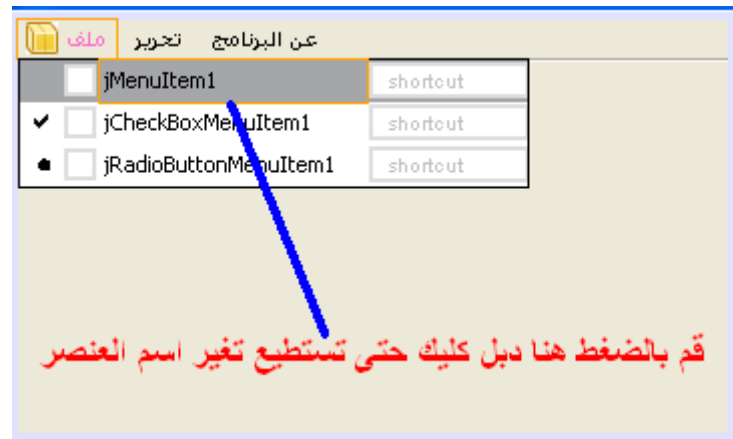 ملف تحرير عن البرنامج
jMenuItem1 shortcut
jCheckBoxMenuItem1 shortcut
jRadioButtonMenuItem1 shortcut
قم بالضغط هنا دبل كليك حتى تستطيع تغير اسم العنصر